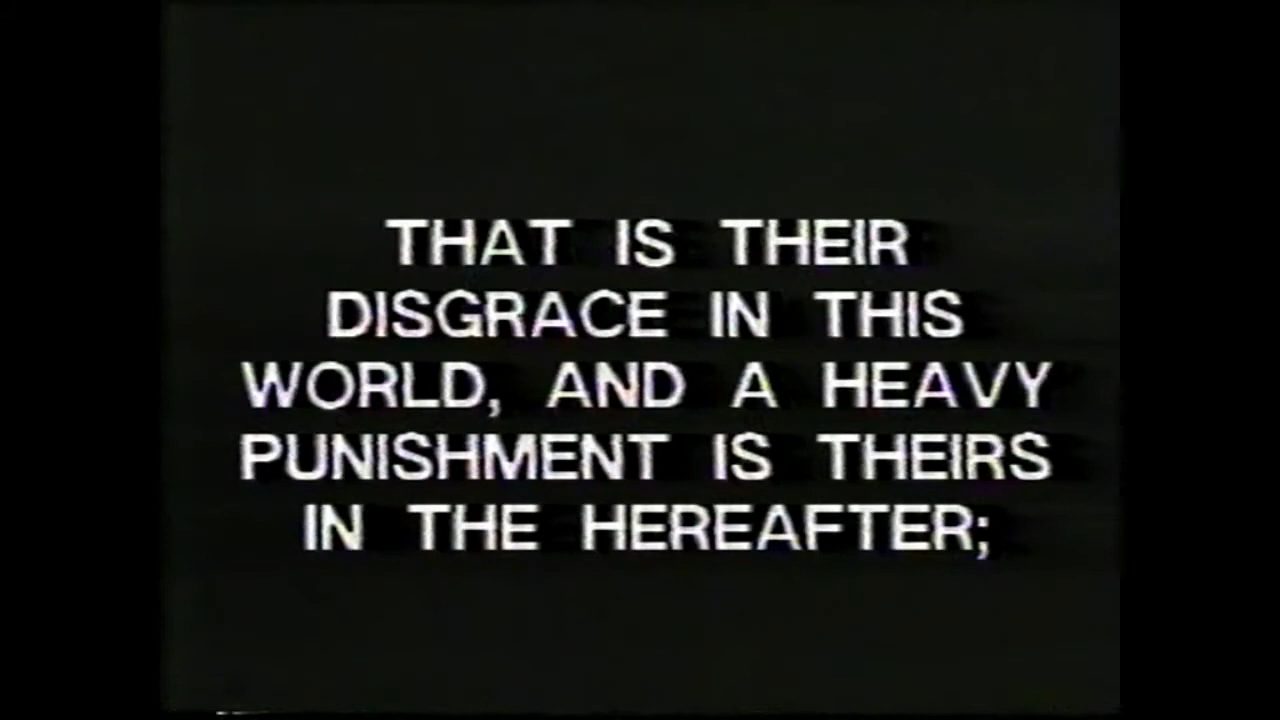 THAT IS THEIR
DISGRACE IN THIS
WORLD, AND A HEAVY
PUNISHMENT IS THEIRS
IN THE HEREAFTER;